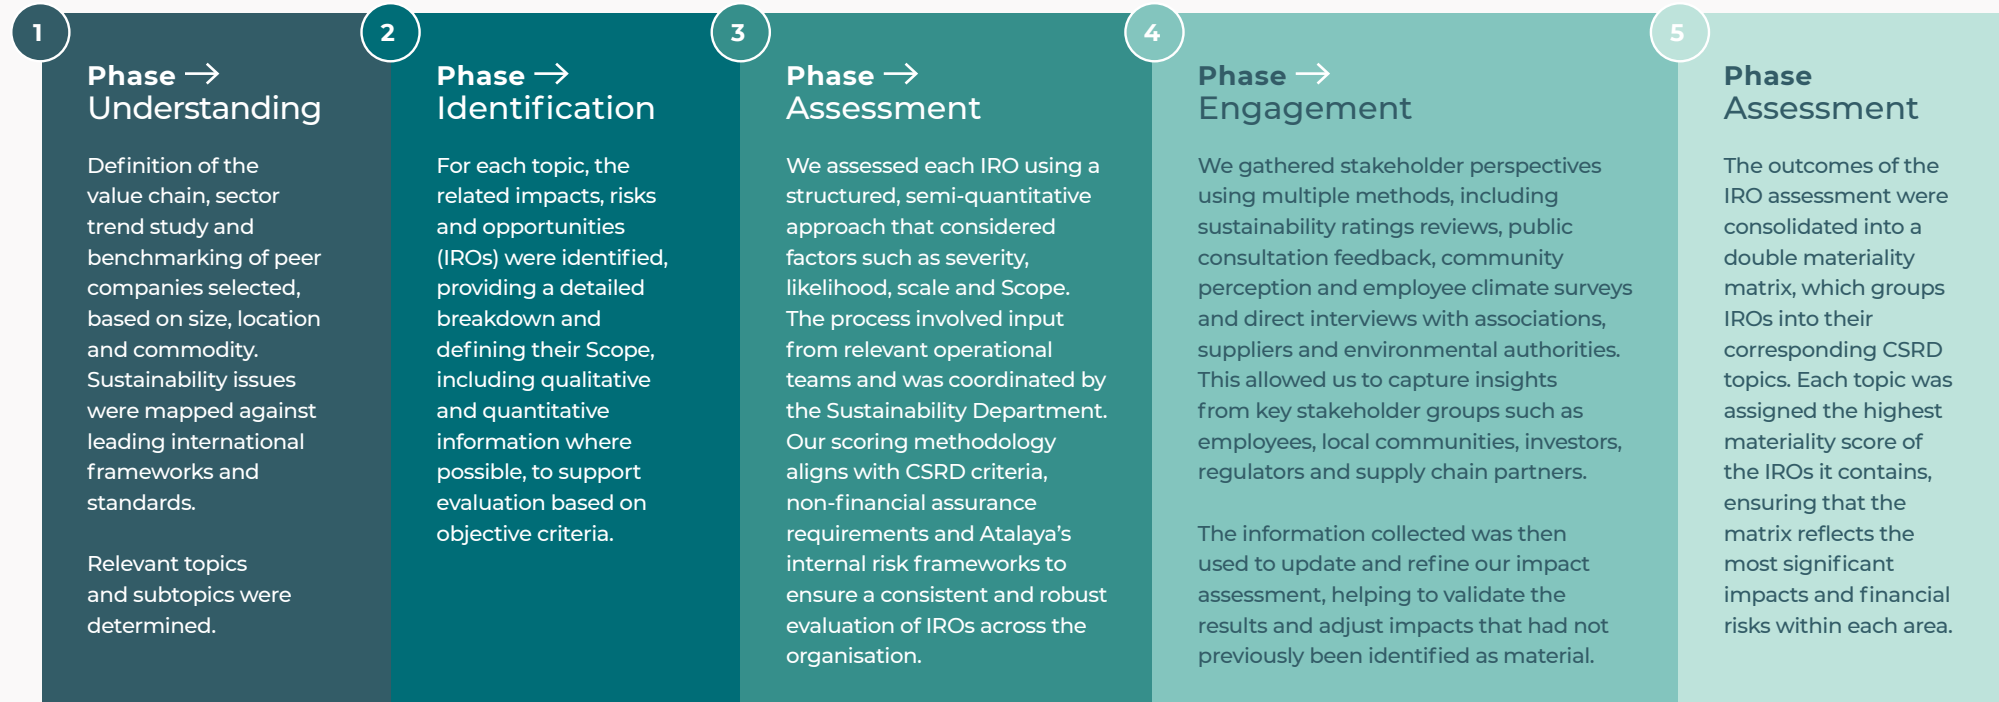 1
Phase →
Understanding
Definition of the
value chain, sector
trend study and
benchmarking of peer
companies selected,
based on size, location
and commodity.
Sustainability issues
were mapped against
leading international
frameworks and
standards.
Relevant topics
and subtopics were
determined.
2
Phase →
Identification
For each topic, the
related impacts, risks
and opportunities
(IROs) were identified,
providing a detailed
breakdown and
defining their Scope,
including qualitative
and quantitative
information where
possible, to support
evaluation based on
objective criteria.
3
Phase →
Assessment
We assessed each IRO using a
structured, semi-quantitative
approach that considered
factors such as severity,
likelihood, scale and Scope.
The process involved input
from relevant operational
teams and was coordinated by
the Sustainability Department.
Our scoring methodology
aligns with CSRD criteria,
non-financial assurance
requirements and Atalaya’s
internal risk frameworks to
ensure a consistent and robust
evaluation of IROs across the
organisation.
4
Phase →
Engagement
We gathered stakeholder perspectives
using multiple methods, including
sustainability ratings reviews, public
consultation feedback, community
perception and employee climate surveys
and direct interviews with associations,
suppliers and environmental authorities.
This allowed us to capture insights
from key stakeholder groups such as
employees, local communities, investors,
regulators and supply chain partners.
The information collected was then
used to update and refine our impact
assessment, helping to validate the
results and adjust impacts that had not
previously been identified as material.
5
Phase
Assessment
The outcomes of the
IRO assessment were
consolidated into a
double materiality
matrix, which groups
IROs into their
corresponding CSRD
topics. Each topic was
assigned the highest
materiality score of
the IROs it contains,
ensuring that the
matrix reflects the
most significant
impacts and financial
risks within each area.